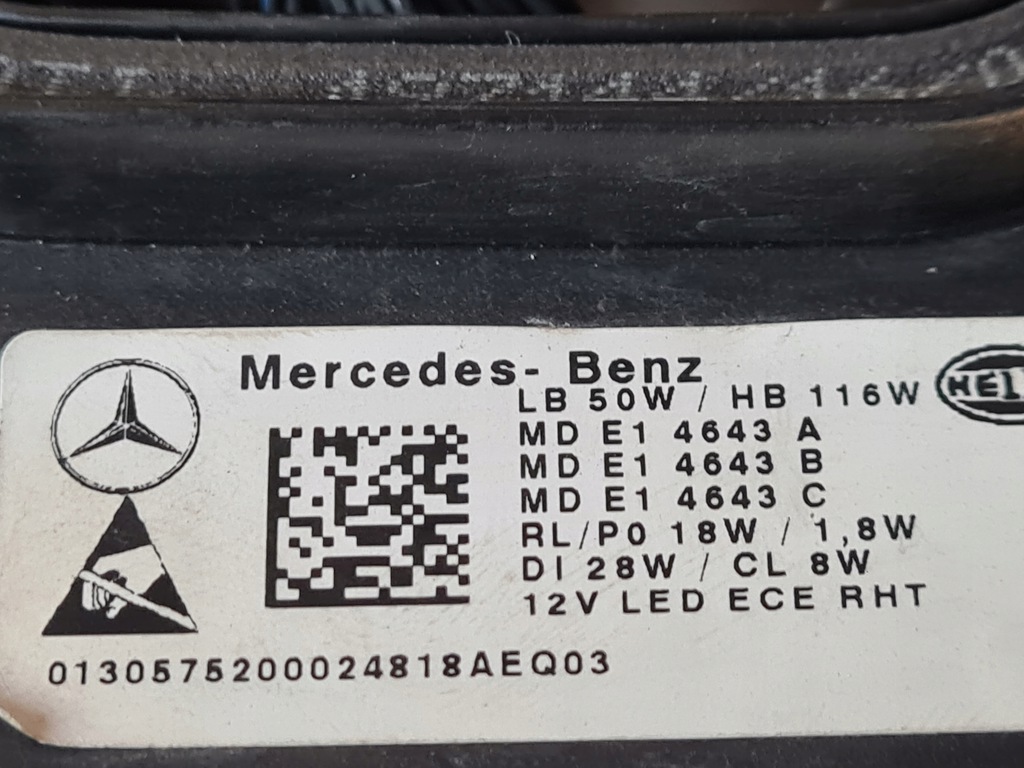 Mercedes-Benz
LB 50W / HB 116W
MD E1 4643 A
MD E1 4643 B
MD E1 4643 C
RL/P0 18W / 1,8W
DI 28W / CL 8W
12V LED ECE RHT
0130575200024818AEQ03